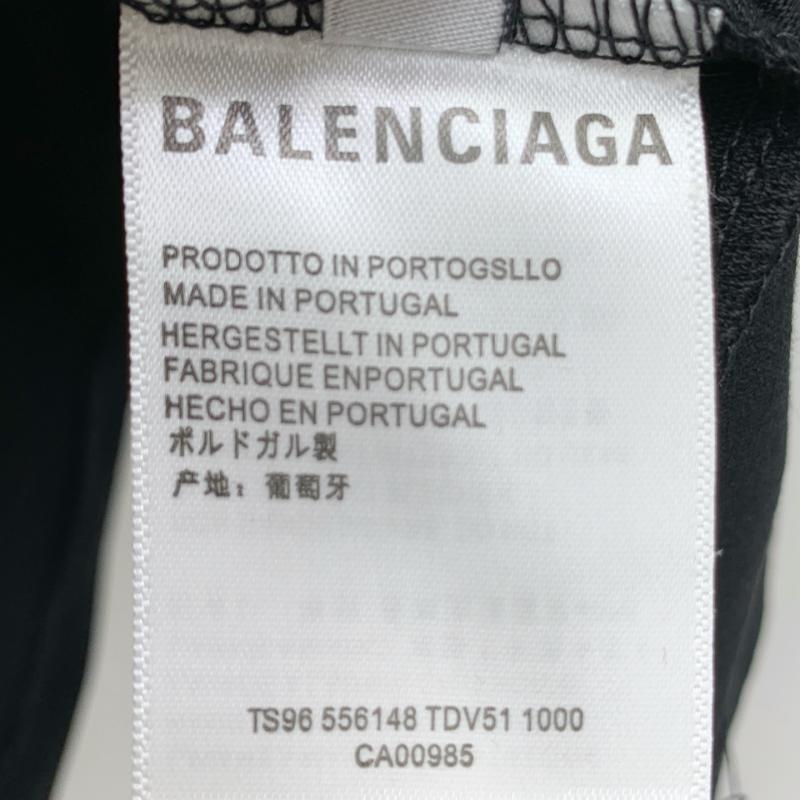 BALENCIAGA
PRODOTTO IN PORTOGSLLO
MADE IN PORTUGAL
HERGESTELLT IN PORTUGAL
FABRIQUE ENPORTUGAL
HECHO EN PORTUGAL
ポルドガル製
产地：葡萄牙
TS96 556148 TDV51 1000
CA00985